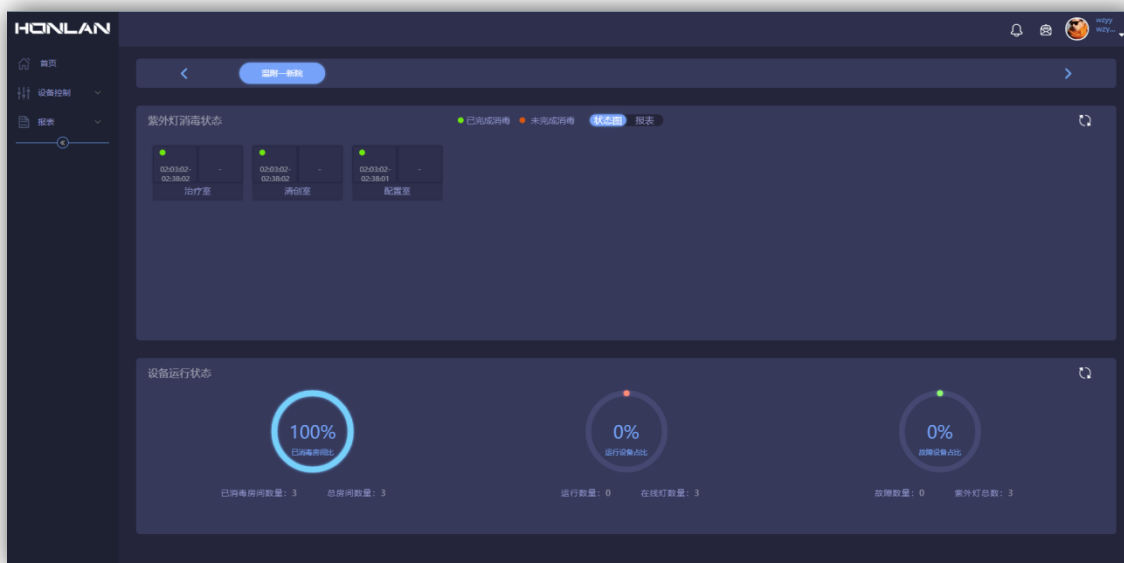 HONLAN
wzyy
wzy...
首页
设备控制
报表
温附一新院
紫外灯消毒状态
已完成消毒 未完成消毒 状态图 报表
02:03:02-
02:38:02
-
治疗室
02:03:02-
02:38:02
-
清创室
02:03:02-
02:38:01
-
配置室
设备运行状态
100%
已消毒房间比
已消毒房间数量: 3 总房间数量: 3
0%
运行设备占比
运行数量: 0 在线灯数量: 3
0%
故障设备占比
故障数量: 0 紫外灯总数: 3